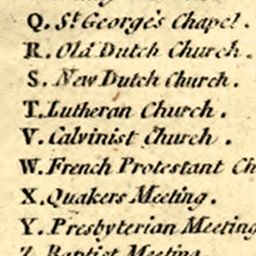 Q. St. George's Chapel.
R. Old Dutch Church.
S. New Dutch Church.
T. Lutheran Church.
V. Calvinist Church.
W. French Protestant Ch
X. Quakers Meeting.
Y. Presbyterian Meeting
Z. Baptist Meeting